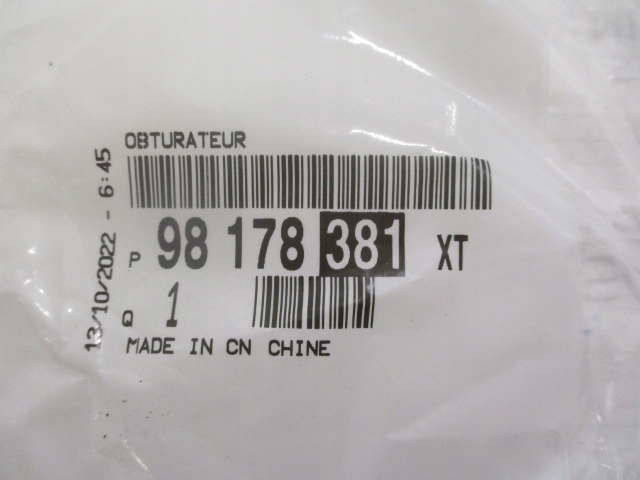 OBTURATEUR
P 98 178 381 XT
Q 1
MADE IN CN CHINE
13/10/2022 - 6:45